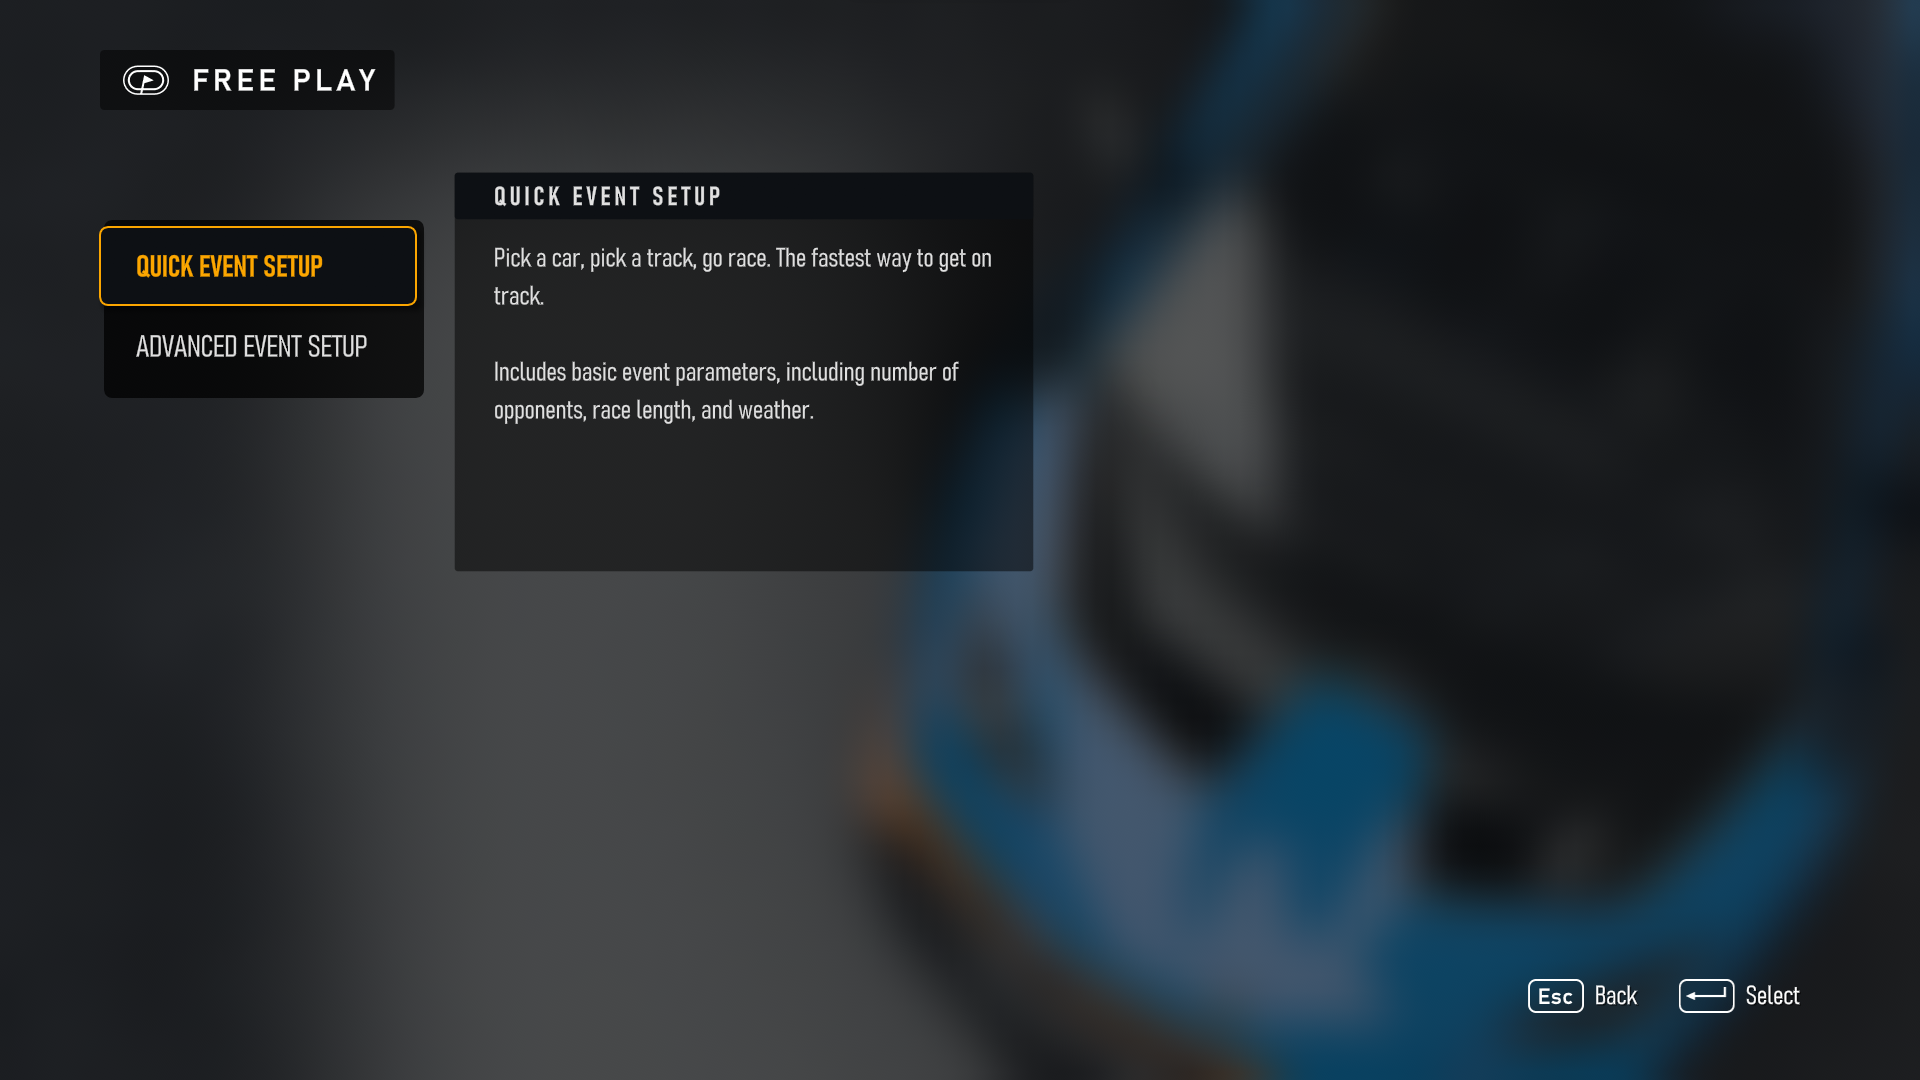 FREE PLAY
QUICK EVENT SETUP
ADVANCED EVENT SETUP
QUICK EVENT SETUP
Pick a car, pick a track, go race. The fastest way to get on
track.
Includes basic event parameters, including number of
opponents, race length, and weather.
Esc Back
Select